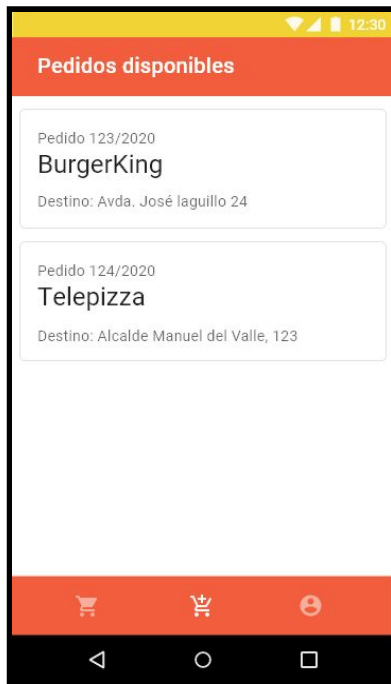 12:30
Pedidos disponibles
Pedido 123/2020
BurgerKing
Destino: Avda. José laguillo 24
Pedido 124/2020
Telepizza
Destino: Alcalde Manuel del Valle, 123